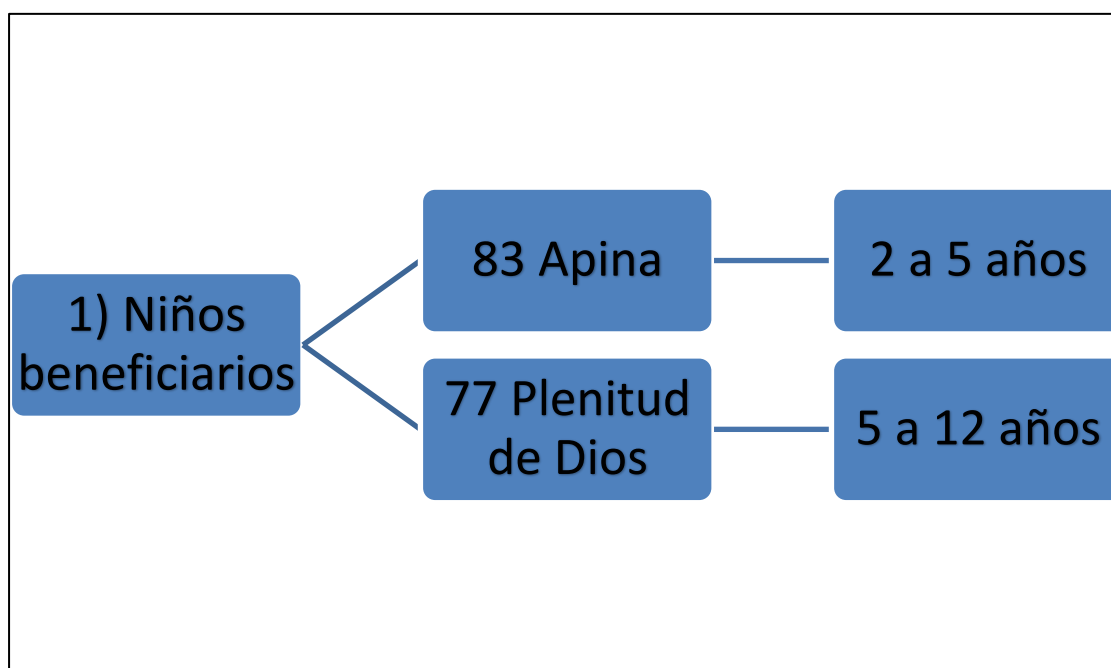 1) Niños
beneficiarios
83 Apina
2 a 5 años
77 Plenitud
de Dios
5 a 12 años